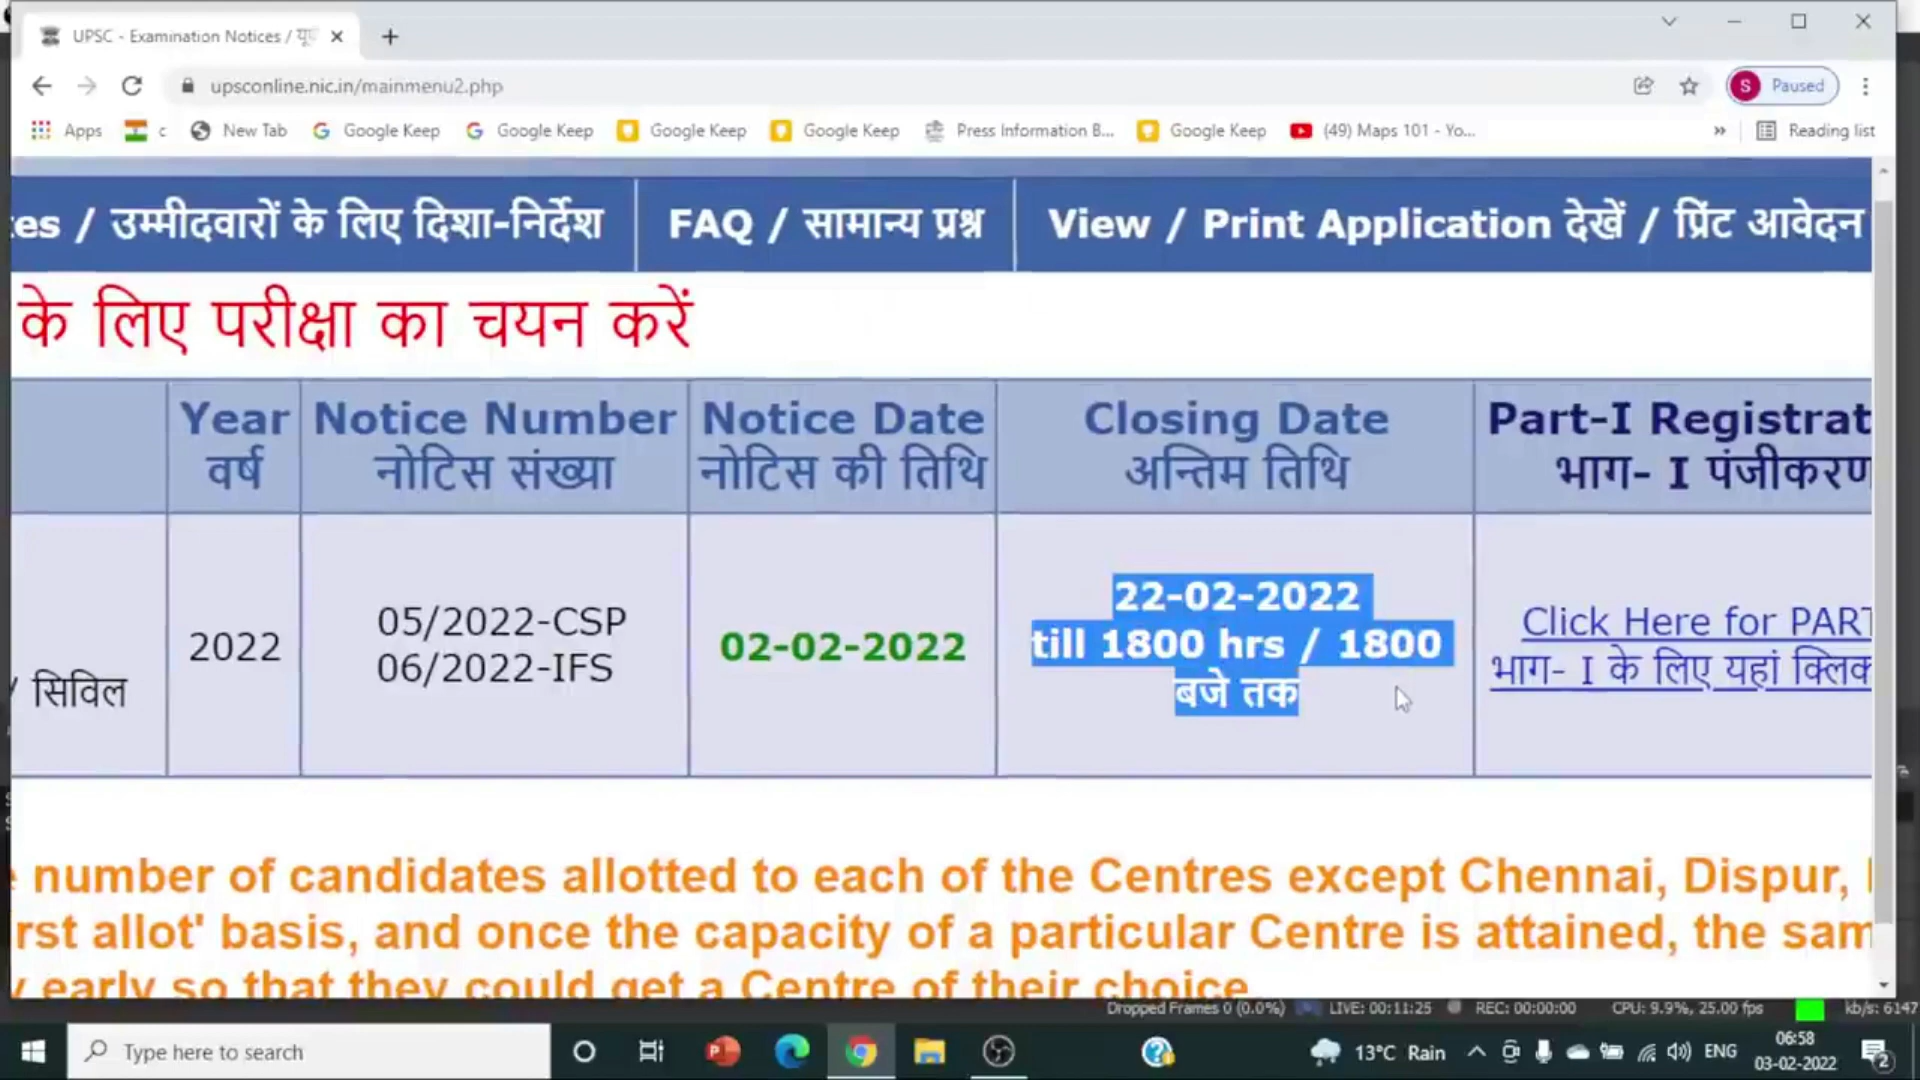 UPSC - Examination Notices / यूप
upsconline.nic.in/mainmenu2.php
S Paused
Apps
c
New Tab
Google Keep
Google Keep
Google Keep
Google Keep
Press Information B...
Google Keep
(49) Maps 101 - Yo...
»
Reading list
es / उम्मीदवारों के लिए दिशा-निर्देश
FAQ / सामान्य प्रश्न
View / Print Application देखें / प्रिंट आवेदन
के लिए परीक्षा का चयन करें
Year
वर्ष
Notice Number
नोटिस संख्या
Notice Date
नोटिस की तिथि
Closing Date
अन्तिम तिथि
Part-I Registrat
भाग- I पंजीकरण
/ सिविल
2022
05/2022-CSP
06/2022-IFS
02-02-2022
22-02-2022
till 1800 hrs / 1800
बजे तक
Click Here for PART
भाग- I के लिए यहां क्लिक
number of candidates allotted to each of the Centres except Chennai, Dispur,
rst allot' basis, and once the capacity of a particular Centre is attained, the sam
y early so that they could get a Centre of their choice
Dropped Frames 0 (0.0%)
LIVE: 00:11:25
REC: 00:00:00
CPU: 9.9%, 25.00 fps
kb/s: 6147
Type here to search
13°C Rain
ENG
06:58
03-02-2022
2